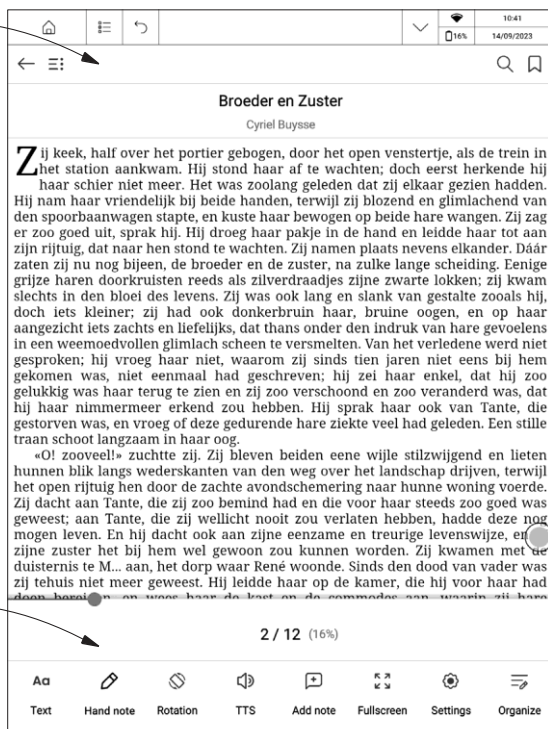 10:41
16%
14/09/2023
Broeder en Zuster
Cyriel Buysse
Zij keek, half over het portier gebogen, door het open venstertje, als de trein in
het station aankwam. Hij stond haar af te wachten; doch eerst herkende hij
haar schier niet meer. Het was zoolang geleden dat zij elkaar gezien hadden.
Hij nam haar vriendelijk bij beide handen, terwijl zij blozend en glimlachend van
den spoorbaanwagen stapte, en kuste haar bewogen op beide hare wangen. Zij zag
er zoo goed uit, sprak hij. Hij droeg haar pakje in de hand en leidde haar tot aan
zijn rijtuig, dat naar hen stond te wachten. Zij namen plaats nevens elkander. Dáár
zaten zij nu nog bijeen, de broeder en de zuster, na zulke lange scheiding. Eenige
grijze haren doorkruisten reeds als zilverdraadjes zijne zwarte lokken; zij kwam
slechts in den bloei des levens. Zij was ook lang en slank van gestalte zooals hij,
doch iets kleiner; zij had ook donkerbruin haar, bruine oogen, en op haar
aangezicht iets zachts en liefelijks, dat thans onder den indruk van hare gevoelens
in een weemoedvollen glimlach scheen te versmelten. Van het verledene werd niet
gesproken; hij vroeg haar niet, waarom zij sinds tien jaren niet eens bij hem
gekomen was, niet eenmaal had geschreven; hij zei haar enkel, dat hij zoo
gelukkig was haar terug te zien en zij zoo verschoond en zoo veranderd was, dat
hij haar nimmermeer erkend zou hebben. Hij sprak haar ook van Tante, die
gestorven was, en vroeg of deze gedurende hare ziekte veel had geleden. Een stille
traan schoot langzaam in haar oog.
«O! zooveel!» zuchtte zij. Zij bleven beiden eene wijle stilzwijgend en lieten
hunnen blik langs wederskanten van den weg over het landschap drijven, terwijl
het open rijtuig hen door de zachte avondschemering naar hunne woning voerde.
Zij dacht aan Tante, die zij zoo bemind had en die voor haar steeds zoo goed was
geweest; aan Tante, die zij wellicht nooit zou verlaten hebben, hadde deze nog
mogen leven. En hij dacht ook aan zijne eenzame en treurige levenswijze, en
zijne zuster het bij hem wel gewoon zou kunnen worden. Zij kwamen met de
duisternis te M... aan, het dorp waar René woonde. Sinds den dood van vader was
zij tehuis niet meer geweest. Hij leidde haar op de kamer, die hij voor haar had
en wees haar de kast en de commodes aan, waarin zij hare
2 / 12 (16%)
Aa
Text Hand note Rotation TTS Add note Fullscreen Settings Organize